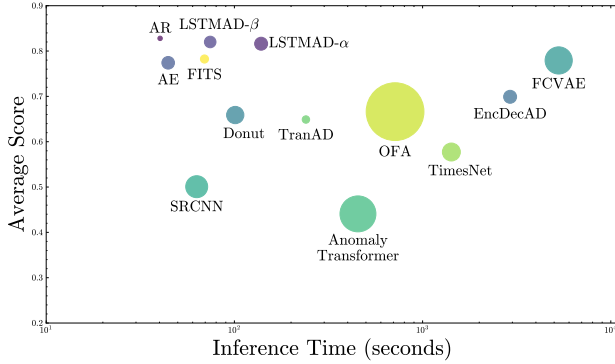 0.9
0.8
0.7
0.6
0.5
0.4
0.3
0.2
Average Score
AR
LSTMAD-β
LSTMAD-α
AE
FITS
FCVAE
EncDecAD
Donut
TranAD
OFA
TimesNet
SRCNN
Anomaly
Transformer
10¹
10²
10³
10⁴
Inference Time (seconds)